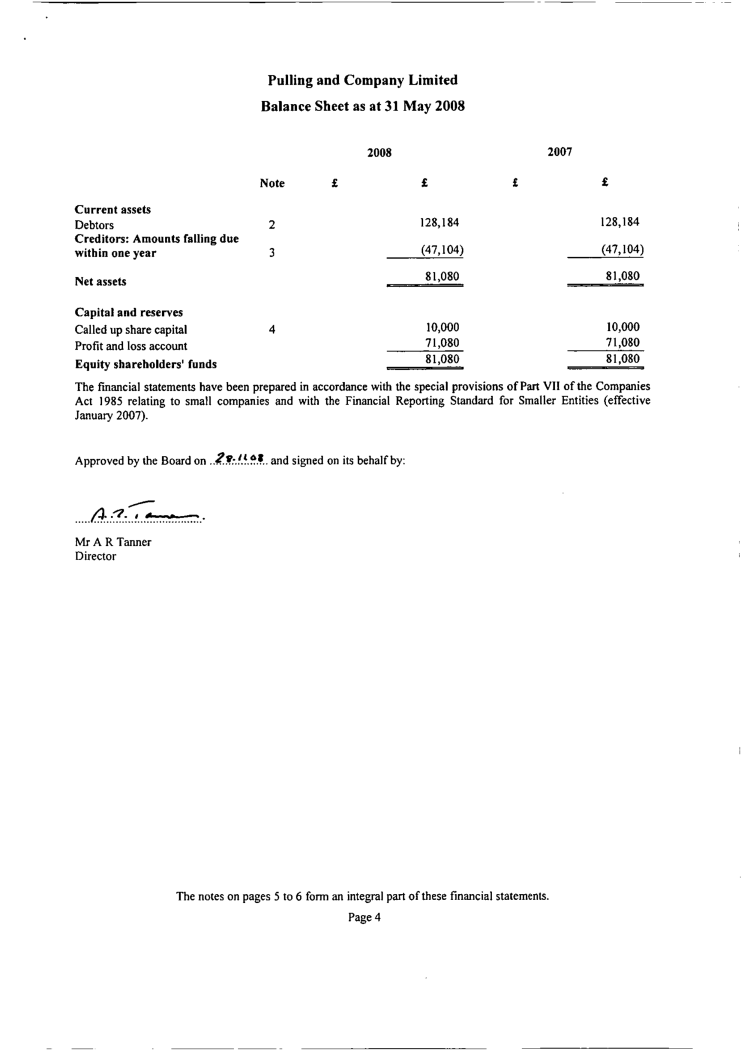 Pulling and Company Limited
Balance Sheet as at 31 May 2008
2008 2007
Note £ £ £ £
Current assets
Debtors 2 128,184 128,184
Creditors: Amounts falling due
within one year 3 (47,104) (47,104)
Net assets 81,080 81,080
Capital and reserves
Called up share capital 4 10,000 10,000
Profit and loss account 71,080 71,080
Equity shareholders' funds 81,080 81,080
The financial statements have been prepared in accordance with the special provisions of Part VII of the Companies
Act 1985 relating to small companies and with the Financial Reporting Standard for Smaller Entities (effective
January 2007).
Approved by the Board on 28.11.08 and signed on its behalf by:
Mr A R Tanner
Director
The notes on pages 5 to 6 form an integral part of these financial statements.
Page 4